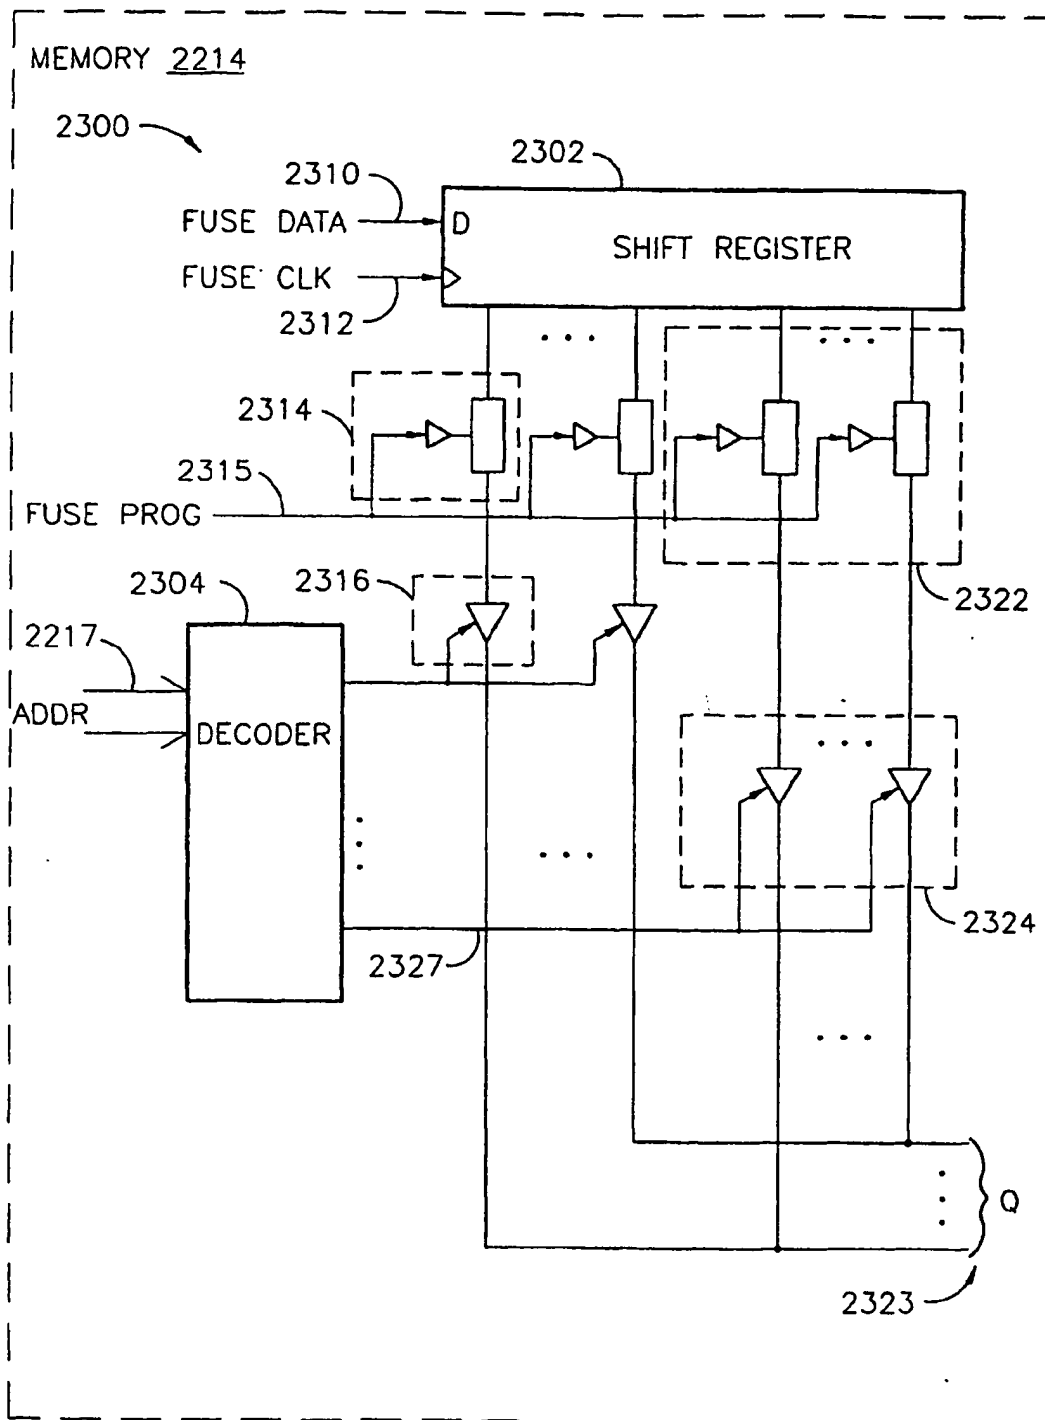 MEMORY 2214
2300
2302
2310
FUSE DATA
D
SHIFT REGISTER
FUSE CLK
2312
2314
2315
FUSE PROG
2316
2322
2304
2217
ADDR
DECODER
2324
2327
Q
2323